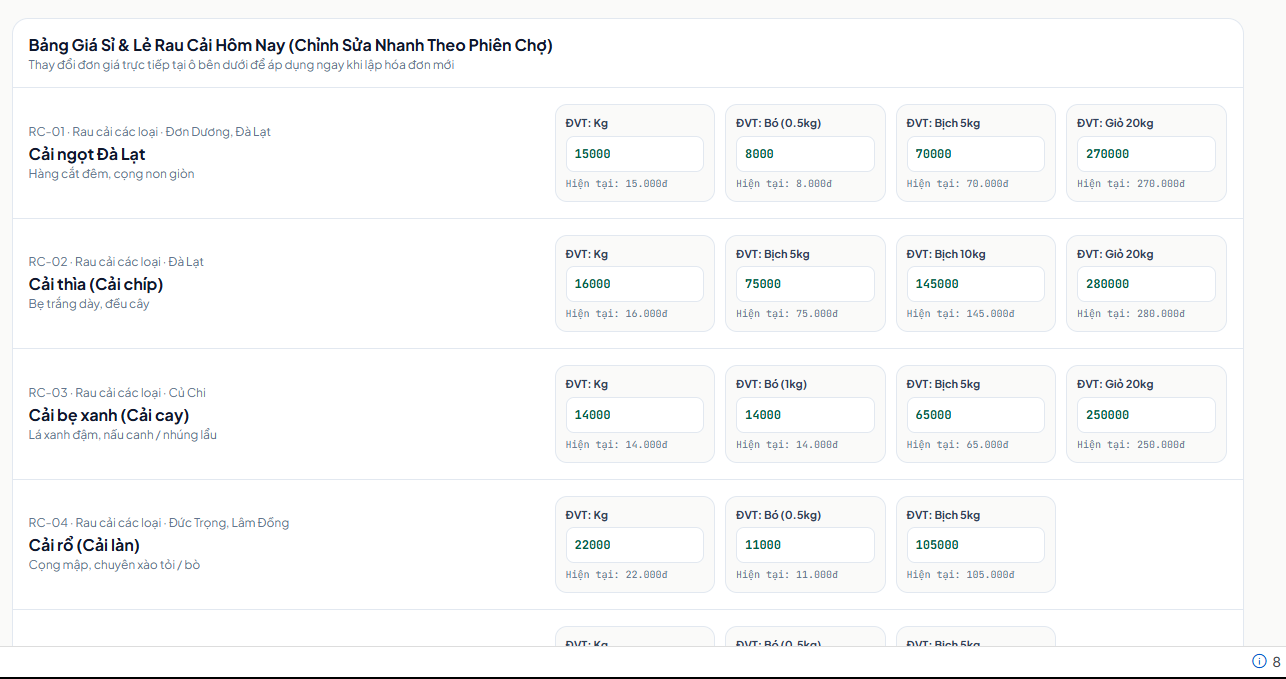 Bảng Giá Sỉ & Lẻ Rau Cải Hôm Nay (Chỉnh Sửa Nhanh Theo Phiên Chợ)
Thay đổi đơn giá trực tiếp tại ô bên dưới để áp dụng ngay khi lập hóa đơn mới
RC-01 · Rau cải các loại · Đơn Dương, Đà Lạt
Cải ngọt Đà Lạt
Hàng cắt đêm, cọng non giòn
ĐVT: Kg
15000
Hiện tại: 15.000đ
ĐVT: Bó (0.5kg)
8000
Hiện tại: 8.000đ
ĐVT: Bịch 5kg
70000
Hiện tại: 70.000đ
ĐVT: Giỏ 20kg
270000
Hiện tại: 270.000đ
RC-02 · Rau cải các loại · Đà Lạt
Cải thìa (Cải chíp)
Bẹ trắng dày, đều cây
ĐVT: Kg
16000
Hiện tại: 16.000đ
ĐVT: Bịch 5kg
75000
Hiện tại: 75.000đ
ĐVT: Bịch 10kg
145000
Hiện tại: 145.000đ
ĐVT: Giỏ 20kg
280000
Hiện tại: 280.000đ
RC-03 · Rau cải các loại · Củ Chi
Cải bẹ xanh (Cải cay)
Lá xanh đậm, nấu canh / nhúng lẩu
ĐVT: Kg
14000
Hiện tại: 14.000đ
ĐVT: Bó (1kg)
14000
Hiện tại: 14.000đ
ĐVT: Bịch 5kg
65000
Hiện tại: 65.000đ
ĐVT: Giỏ 20kg
250000
Hiện tại: 250.000đ
RC-04 · Rau cải các loại · Đức Trọng, Lâm Đồng
Cải rổ (Cải làn)
Cọng mập, chuyên xào tỏi / bò
ĐVT: Kg
22000
Hiện tại: 22.000đ
ĐVT: Bó (0.5kg)
11000
Hiện tại: 11.000đ
ĐVT: Bịch 5kg
105000
Hiện tại: 105.000đ
ĐVT: Kg
ĐVT: Bó (0.5kg)
ĐVT: Bịch 5kg
8